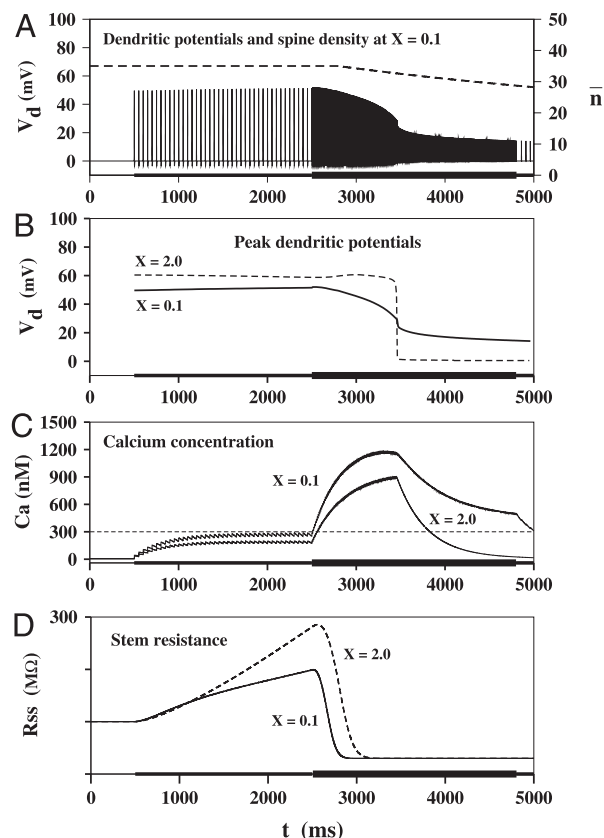 A
Dendritic potentials and spine density at X = 0.1
V_d (mV)
100
80
60
40
20
0
50
40
30
20
10
0
n̅
0 1000 2000 3000 4000 5000
B
Peak dendritic potentials
V_d (mV)
100
80
60
40
20
0
X = 2.0
X = 0.1
0 1000 2000 3000 4000 5000
C
Calcium concentration
Ca (nM)
1500
1200
900
600
300
0
X = 0.1
X = 2.0
0 1000 2000 3000 4000 5000
D
Stem resistance
Rss (MΩ)
300
X = 2.0
X = 0.1
0 1000 2000 3000 4000 5000
t (ms)